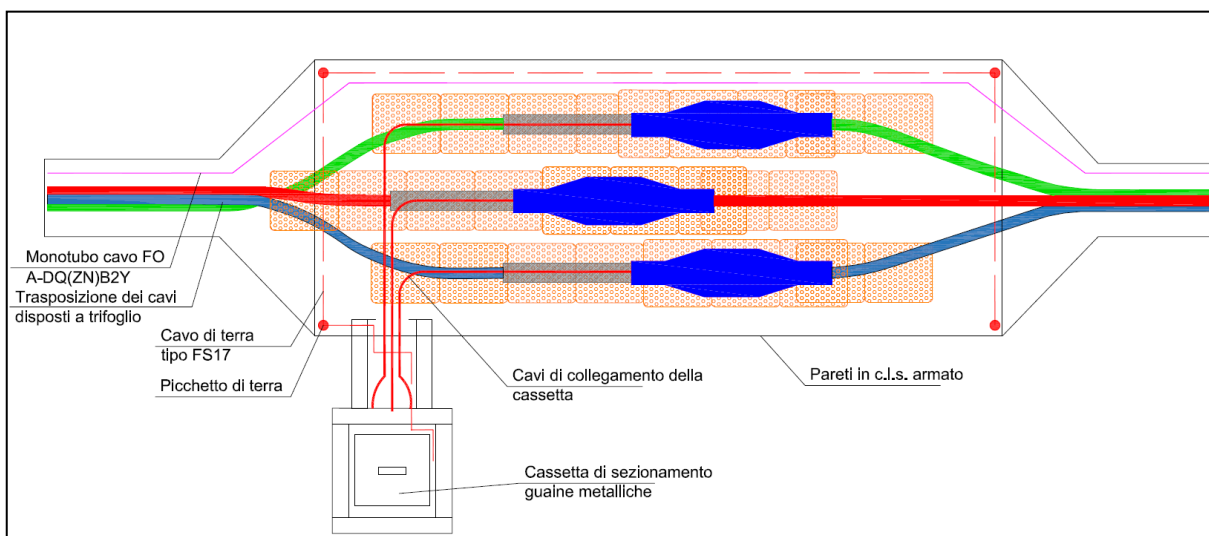 Monotubo cavo FO
A-DQ(ZN)B2Y
Trasposizione dei cavi
disposti a trifoglio
Cavo di terra
tipo FS17
Picchetto di terra
Cavi di collegamento della
cassetta
Pareti in c.l.s. armato
Cassetta di sezionamento
guaine metalliche